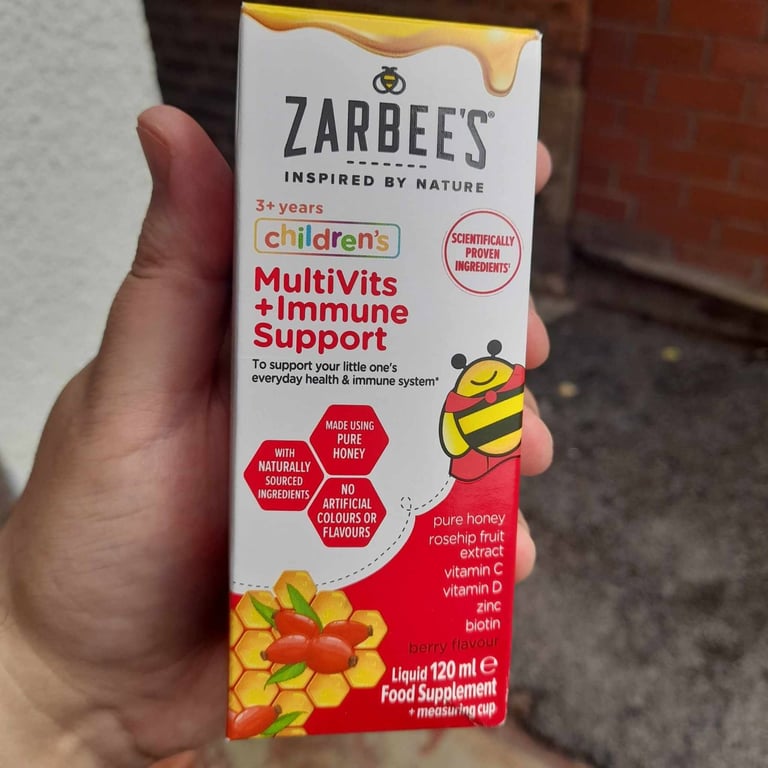 ZARBEE'S®
INSPIRED BY NATURE
3+ years
children's
SCIENTIFICALLY
PROVEN
INGREDIENTS¹
MultiVits
+Immune
Support
To support your little one's
everyday health & immune system*
MADE USING
PURE
HONEY
WITH
NATURALLY
SOURCED
INGREDIENTS
NO
ARTIFICIAL
COLOURS OR
FLAVOURS
pure honey
rosehip fruit
extract
vitamin C
vitamin D
zinc
biotin
berry flavour
Liquid 120 ml ℮
Food Supplement
+ measuring cup